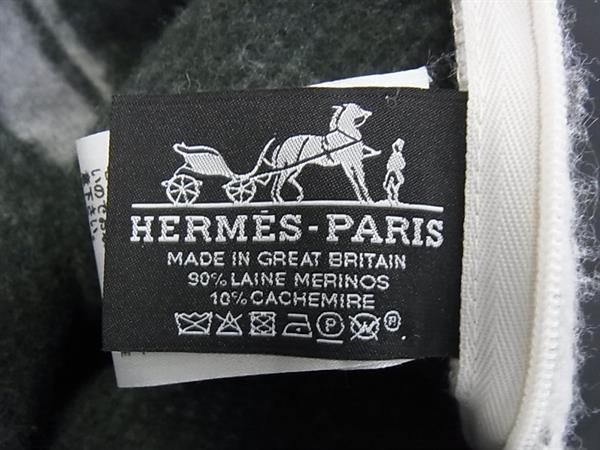 HERMÈS-PARIS
MADE IN GREAT BRITAIN
90% LAINE MERINOS
10% CACHEMIRE
P W